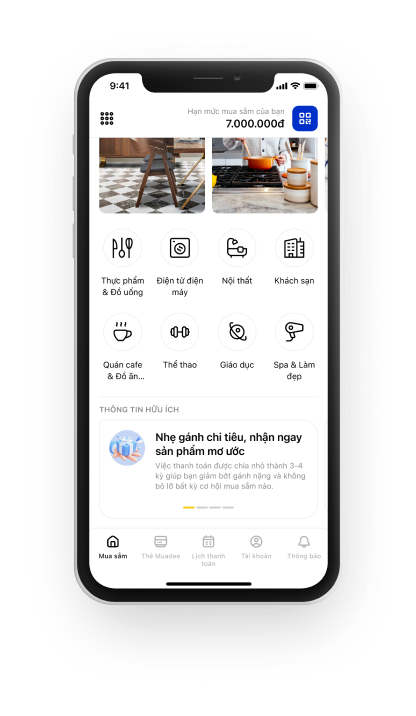 9:41
Hạn mức mua sắm của bạn
7.000.000đ
Thực phẩm
& Đồ uống
Điện tử điện
máy
Nội thất
Khách sạn
Quán cafe
& Đồ ăn...
Thể thao
Giáo dục
Spa & Làm
đẹp
THÔNG TIN HỮU ÍCH
Nhẹ gánh chi tiêu, nhận ngay
sản phẩm mơ ước
Việc thanh toán được chia nhỏ thành 3-4
kỳ giúp bạn giảm bớt gánh nặng và không
bỏ lỡ bất kỳ cơ hội mua sắm nào.
Mua sắm
Thẻ Muadee
Lịch thanh
toán
Tài khoản
Thông báo